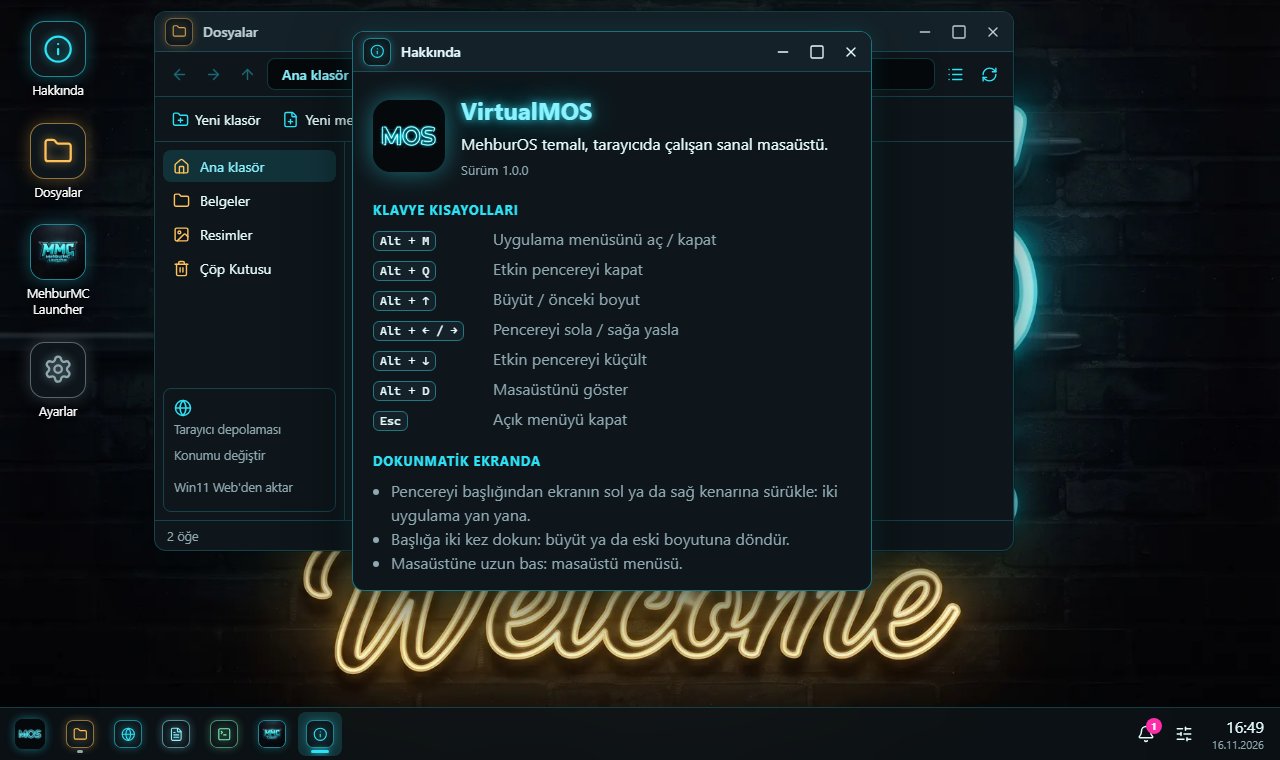 Hakkında
Dosyalar
MMC
MehburMC
Launcher
Ayarlar
Dosyalar
Ana klasör
Yeni klasör
Yeni me
Ana klasör
Belgeler
Resimler
Çöp Kutusu
Tarayıcı depolaması
Konumu değiştir
Win11 Web'den aktar
2 öğe
Hakkında
MOS
VirtualMOS
MehburOS temalı, tarayıcıda çalışan sanal masaüstü.
Sürüm 1.0.0
KLAVYE KISAYOLLARI
Alt + M Uygulama menüsünü aç / kapat
Alt + Q Etkin pencereyi kapat
Alt + ↑ Büyüt / önceki boyut
Alt + ← / → Pencereyi sola / sağa yasla
Alt + ↓ Etkin pencereyi küçült
Alt + D Masaüstünü göster
Esc Açık menüyü kapat
DOKUNMATİK EKRANDA
Pencereyi başlığından ekranın sol ya da sağ kenarına sürükle: iki
uygulama yan yana.
Başlığa iki kez dokun: büyüt ya da eski boyutuna döndür.
Masaüstüne uzun bas: masaüstü menüsü.
Welcome
MOS
MMC
1
16:49
16.11.2026